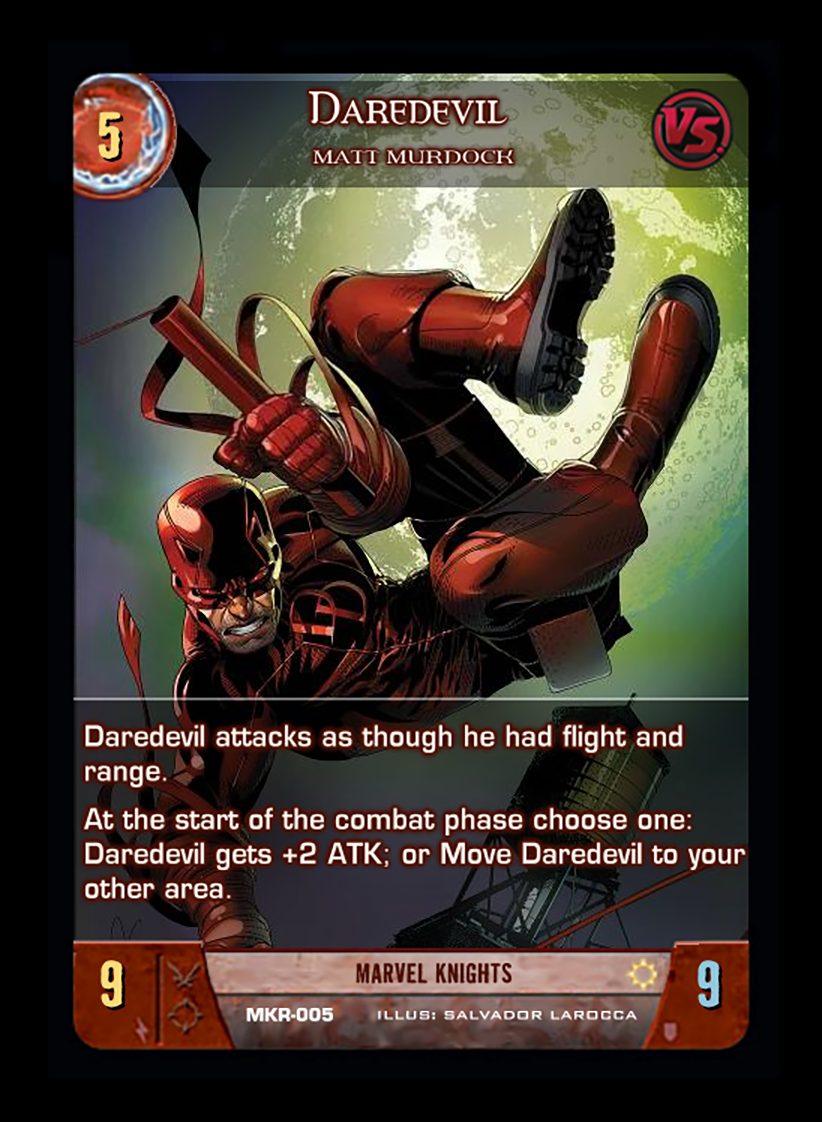 5
DAREDEVIL
VS.
MATT MURDOCK
DD
Daredevil attacks as though he had flight and
range.
At the start of the combat phase choose one:
Daredevil gets +2 ATK; or Move Daredevil to your
other area.
9
MARVEL KNIGHTS
9
MKR-005 ILLUS: SALVADOR LAROCCA